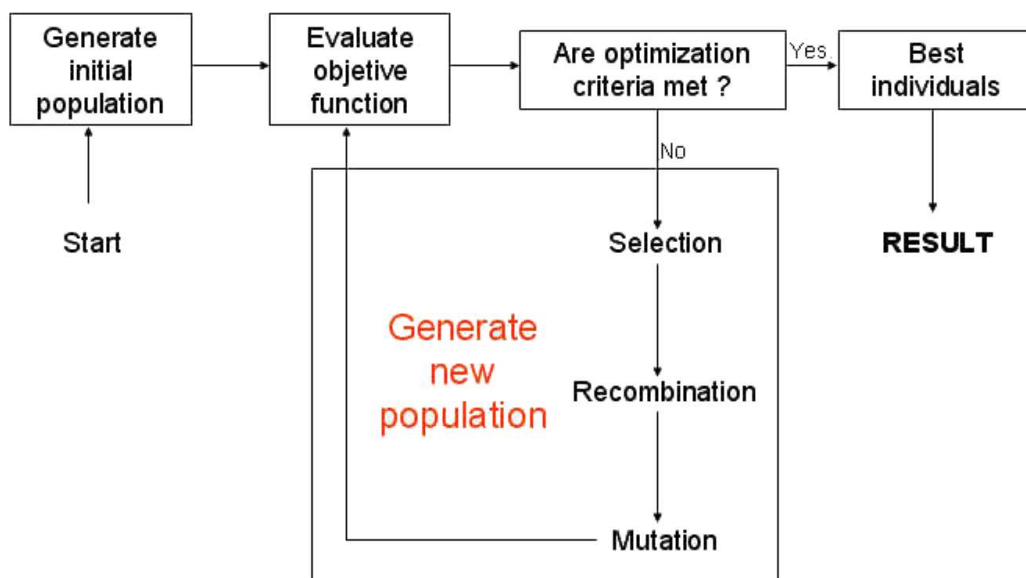 Generate
initial
population
Evaluate
objetive
function
Are optimization
criteria met ?
Yes
Best
individuals
No
Start
Selection
RESULT
Generate
new
population
Recombination
Mutation